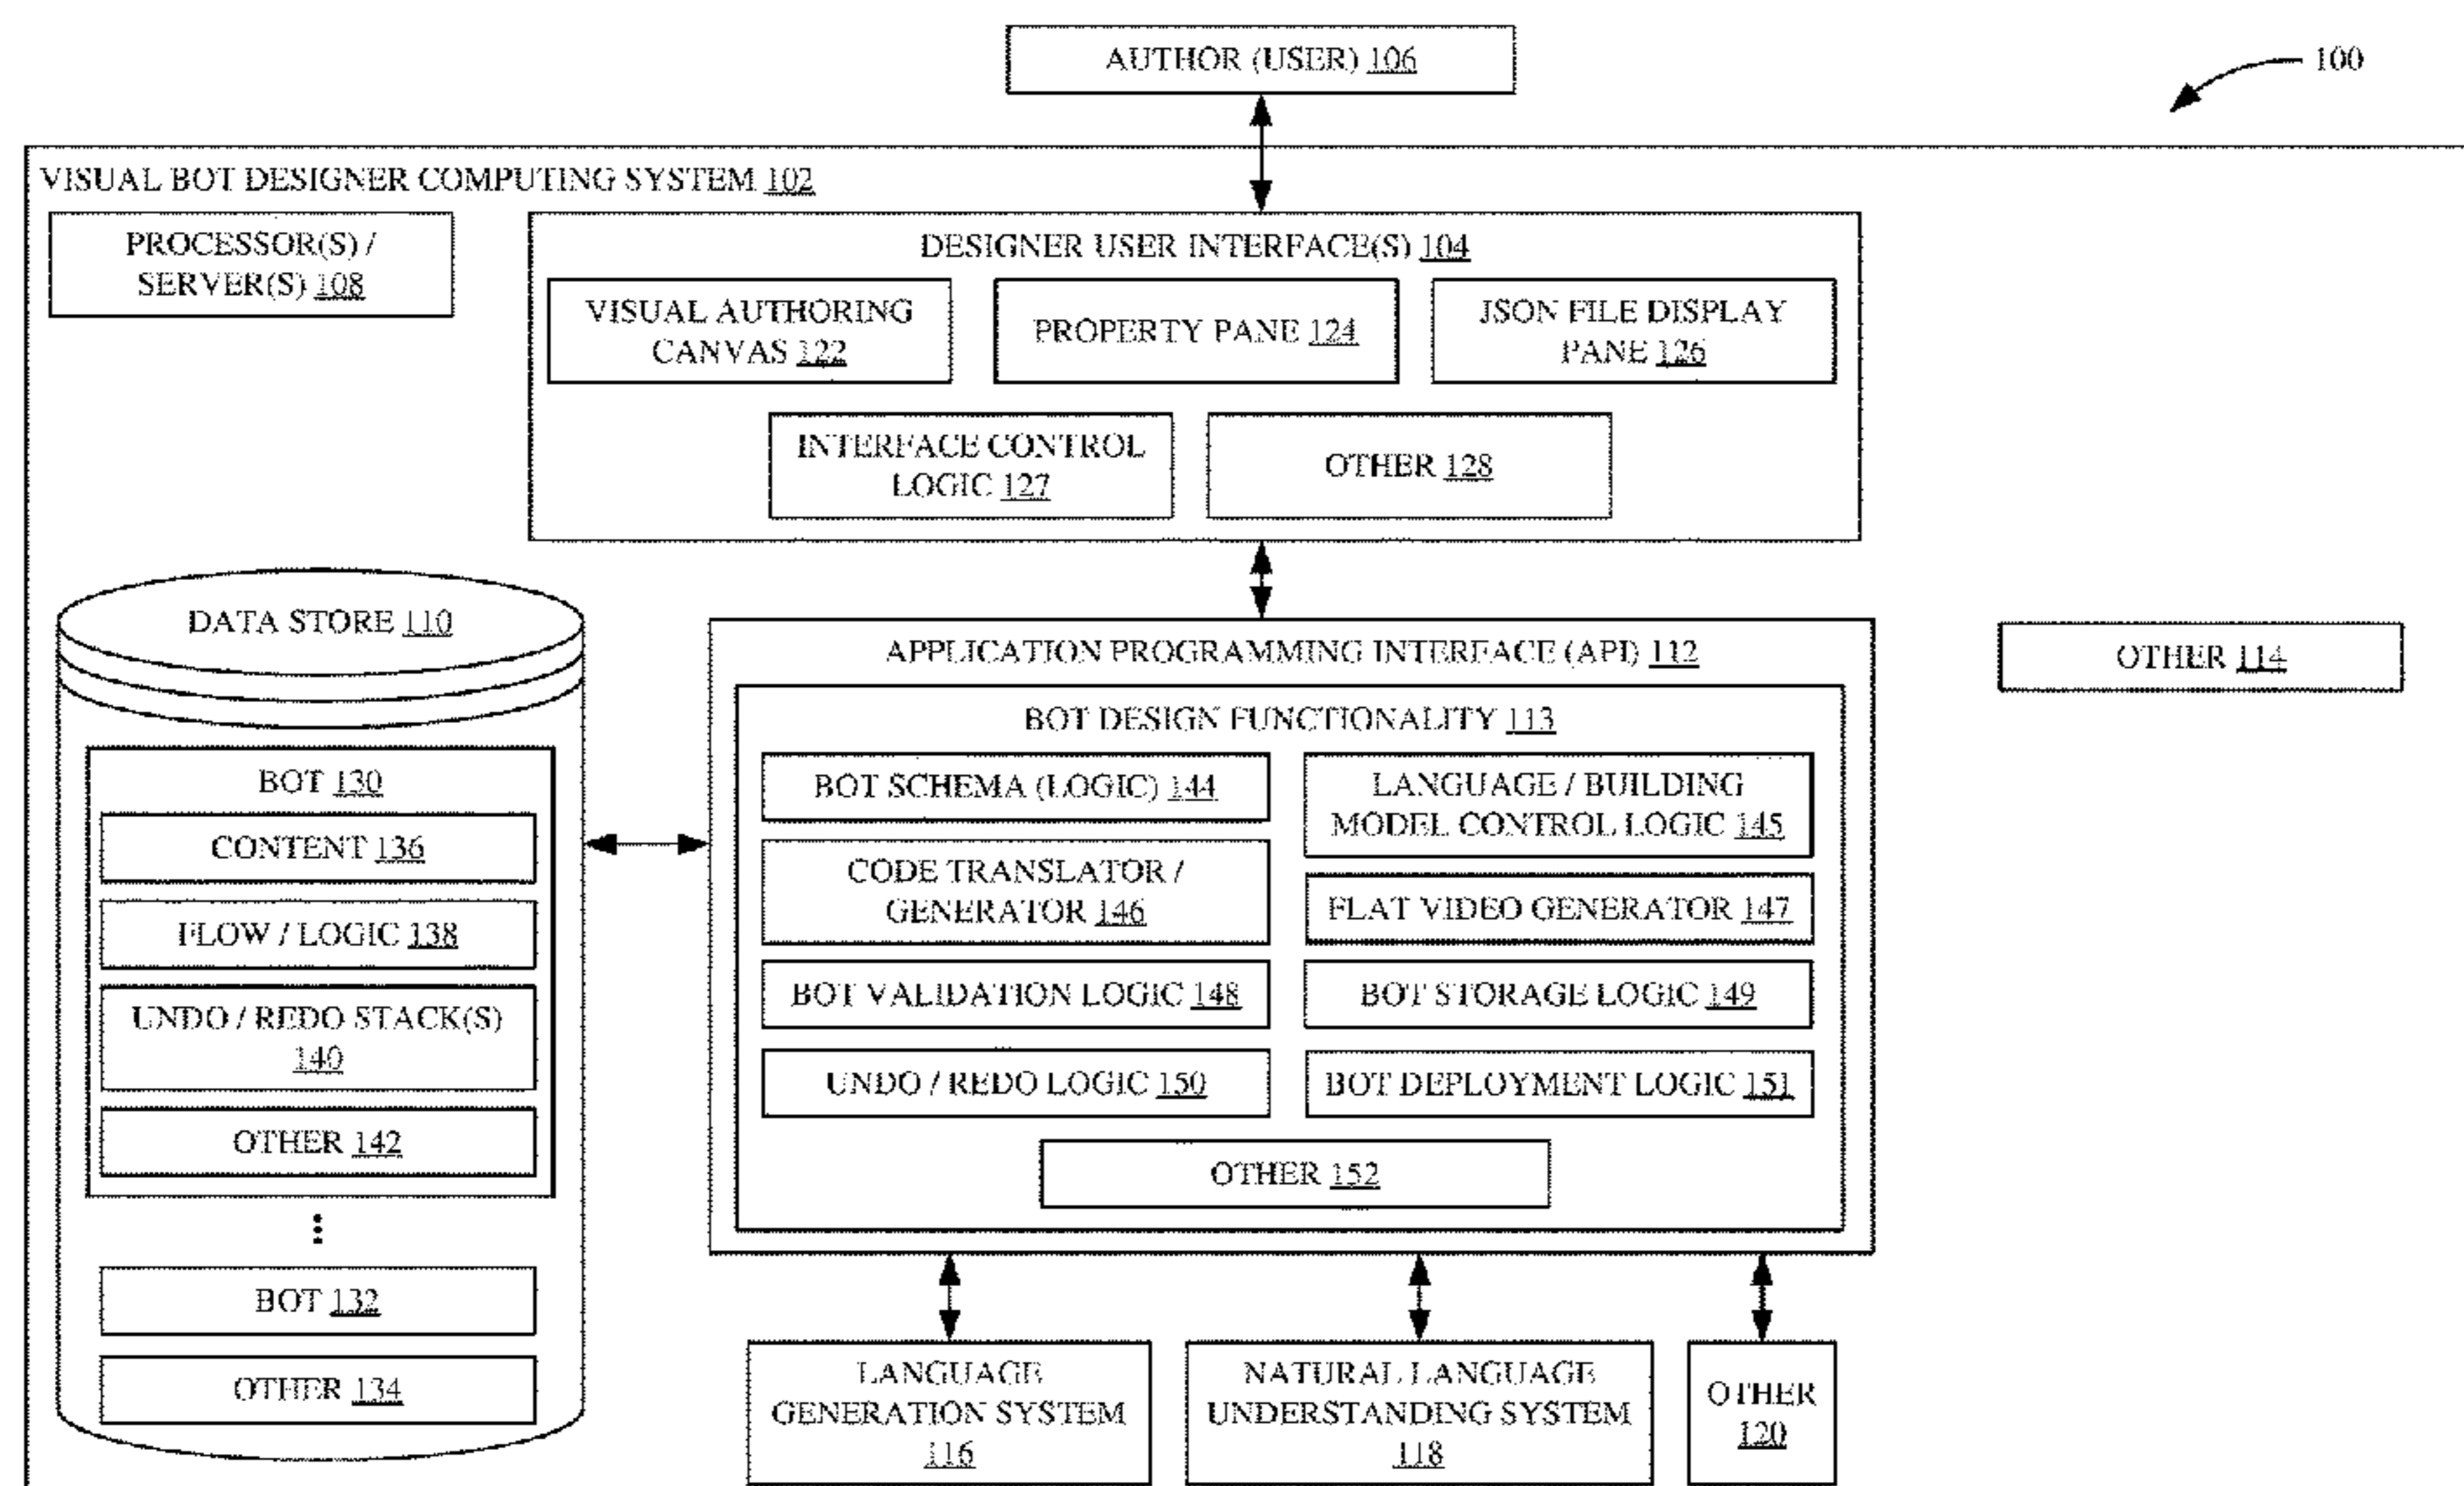 AUTHOR (USER) 106
100
VISUAL BOT DESIGNER COMPUTING SYSTEM 102
PROCESSOR(S) /
SERVER(S) 108
DESIGNER USER INTERFACE(S) 104
VISUAL AUTHORING
CANVAS 122
PROPERTY PANE 124
JSON FILE DISPLAY
PANE 126
INTERFACE CONTROL
LOGIC 127
OTHER 128
DATA STORE 110
BOT 130
CONTENT 136
FLOW / LOGIC 138
UNDO / REDO STACK(S)
140
OTHER 142
BOT 132
OTHER 134
APPLICATION PROGRAMMING INTERFACE (API) 112
BOT DESIGN FUNCTIONALITY 113
BOT SCHEMA (LOGIC) 144
LANGUAGE / BUILDING
MODEL CONTROL LOGIC 145
CODE TRANSLATOR /
GENERATOR 146
FLAT VIDEO GENERATOR 147
BOT VALIDATION LOGIC 148
BOT STORAGE LOGIC 149
UNDO / REDO LOGIC 150
BOT DEPLOYMENT LOGIC 151
OTHER 152
OTHER 114
LANGUAGE
GENERATION SYSTEM
116
NATURAL LANGUAGE
UNDERSTANDING SYSTEM
118
OTHER
120